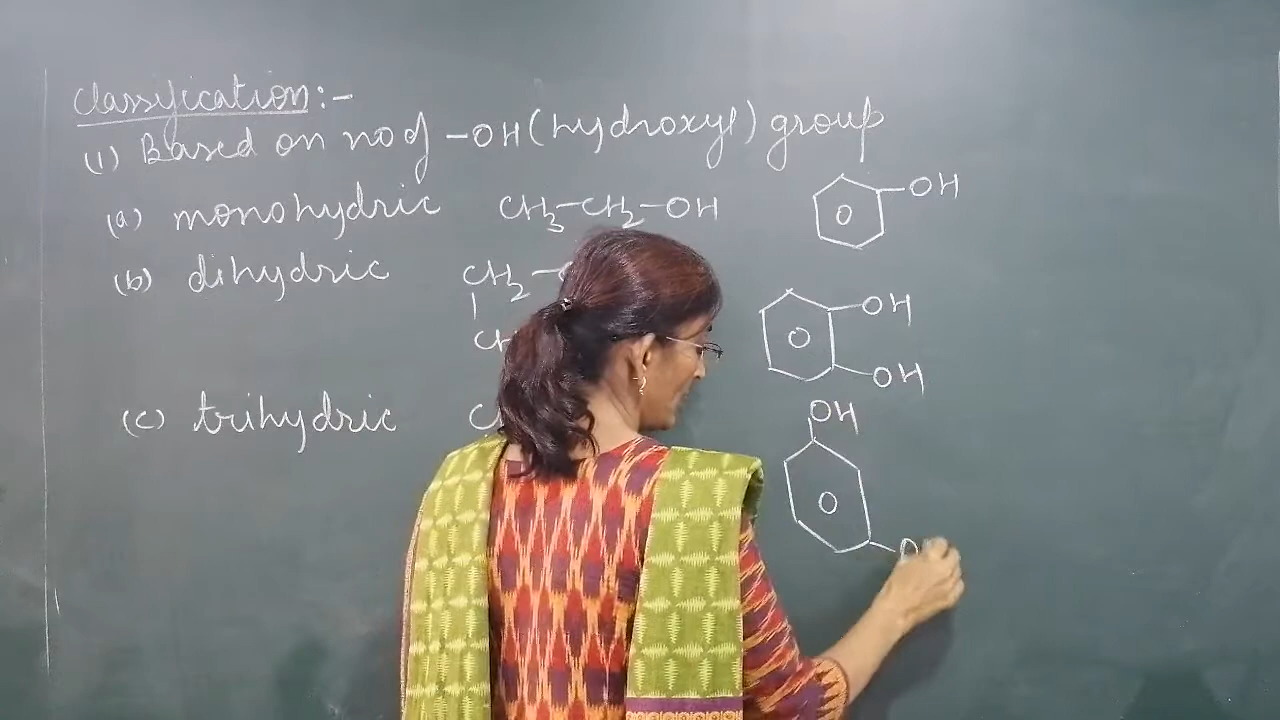 Classification:-
(1) Based on no of -OH (hydroxyl) group
(a) monohydric CH3-CH2-OH OH
(b) dihydric CH2- OH
OH
(c) trihydric OH